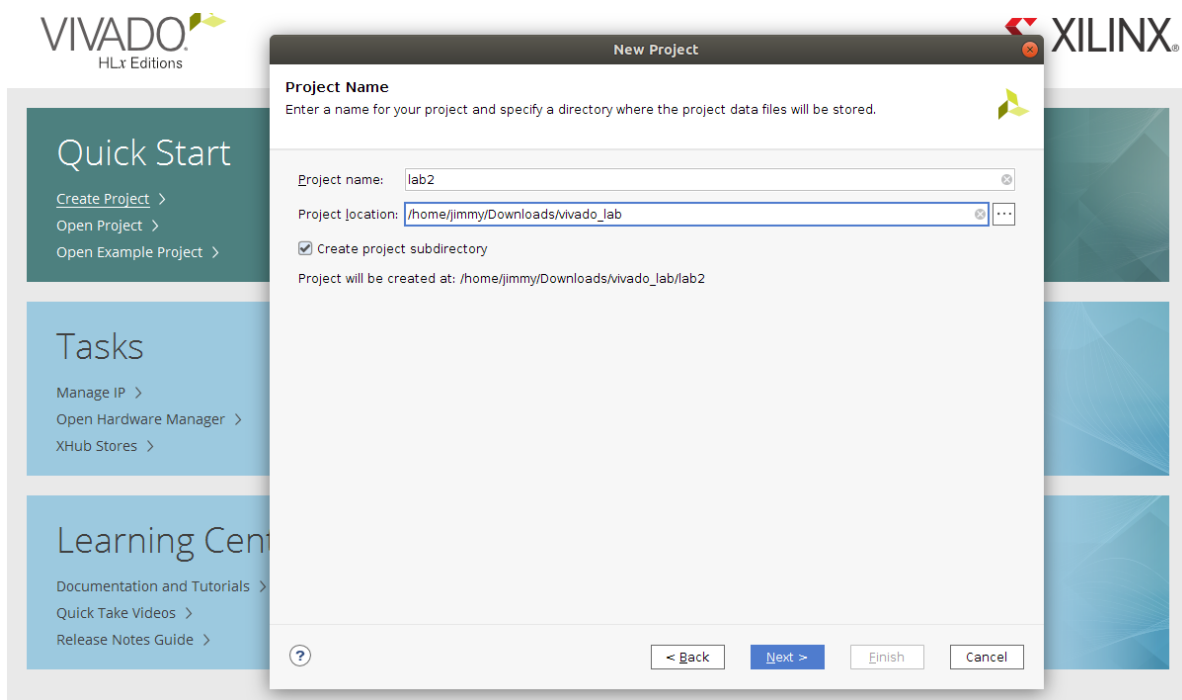 VIVADO.
HLx Editions
XILINX®
New Project
Project Name
Enter a name for your project and specify a directory where the project data files will be stored.
Project name: lab2
Project location: /home/jimmy/Downloads/vivado_lab ...
Create project subdirectory
Project will be created at: /home/jimmy/Downloads/vivado_lab/lab2
? < Back Next > Finish Cancel
Quick Start
Create Project >
Open Project >
Open Example Project >
Tasks
Manage IP >
Open Hardware Manager >
XHub Stores >
Learning Cen
Documentation and Tutorials >
Quick Take Videos >
Release Notes Guide >